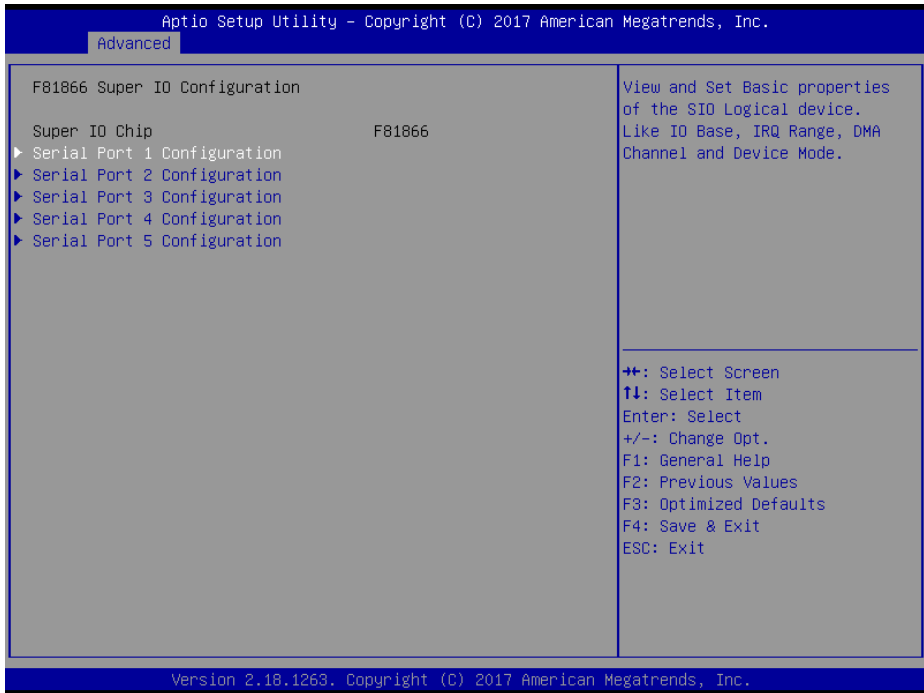 Aptio Setup Utility – Copyright (C) 2017 American Megatrends, Inc.
Advanced
F81866 Super IO Configuration
Super IO Chip F81866
▶ Serial Port 1 Configuration
▶ Serial Port 2 Configuration
▶ Serial Port 3 Configuration
▶ Serial Port 4 Configuration
▶ Serial Port 5 Configuration
View and Set Basic properties
of the SIO Logical device.
Like IO Base, IRQ Range, DMA
Channel and Device Mode.
→←: Select Screen
↑↓: Select Item
Enter: Select
+/-: Change Opt.
F1: General Help
F2: Previous Values
F3: Optimized Defaults
F4: Save & Exit
ESC: Exit
Version 2.18.1263. Copyright (C) 2017 American Megatrends, Inc.